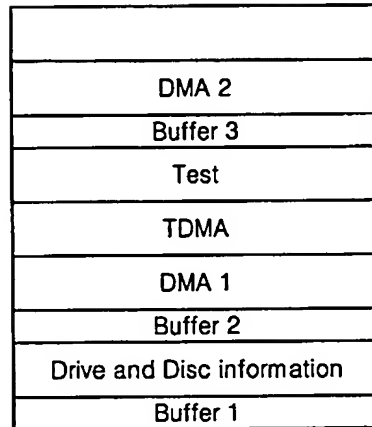 DMA 2
Buffer 3
Test
TDMA
DMA 1
Buffer 2
Drive and Disc information
Buffer 1